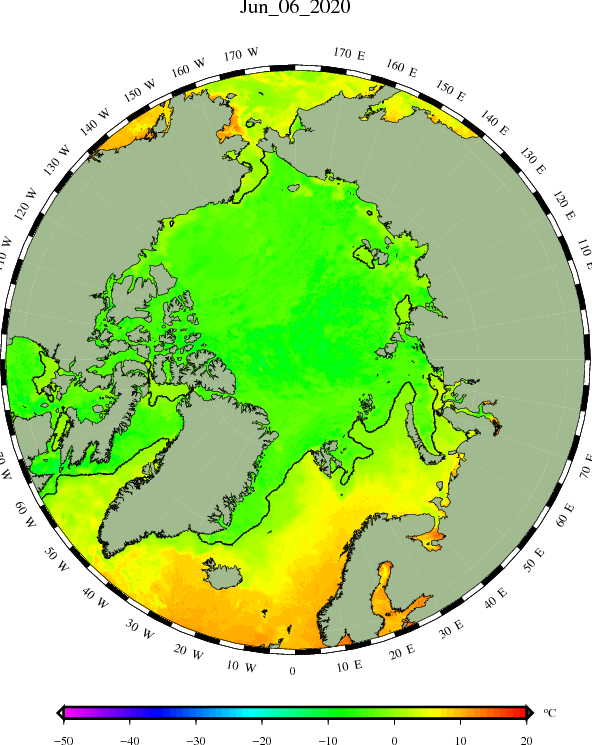 Jun_06_2020
170 W
170 E
160 W
160 E
150 W
150 E
140 W
140 E
130 W
130 E
120 W
120 E
110 E
70 E
60 W
60 E
50 W
50 E
40 W
40 E
30 W
30 E
20 W
20 E
10 W
10 E
0
°C
−50 −40 −30 −20 −10 0 10 20